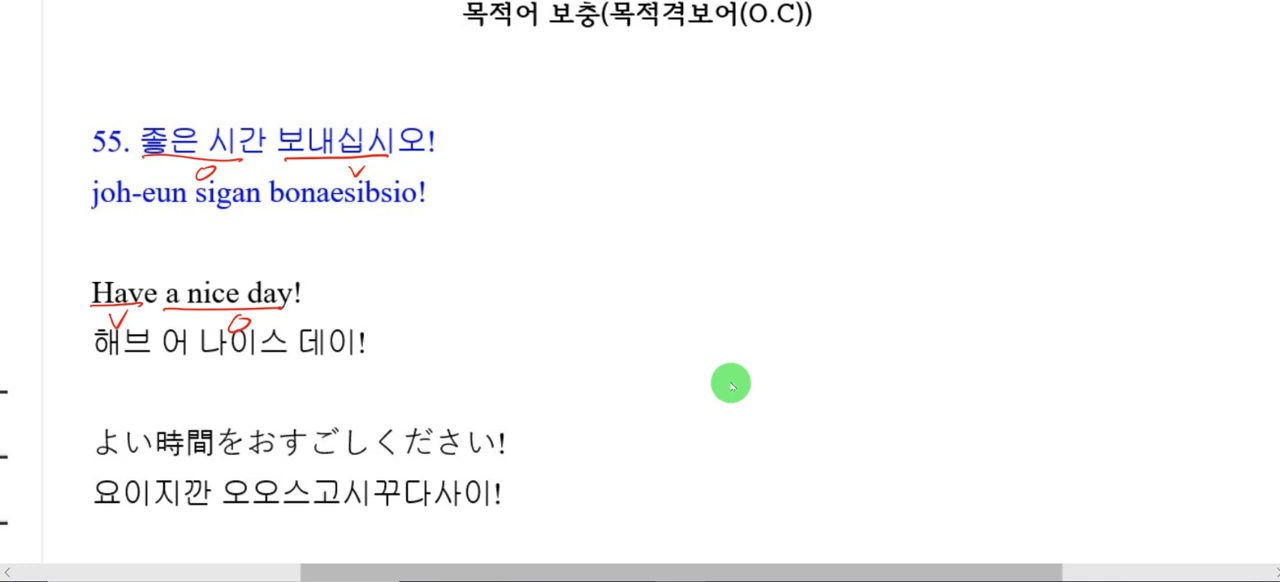 목적어 보충(목적격보어(O.C))
55. 좋은 시간 보내십시오!
O V
joh-eun sigan bonaesibsio!
Have a nice day!
V O
해브 어 나이스 데이!
よい時間をおすごしください!
요이지깐 오오스고시꾸다사이!